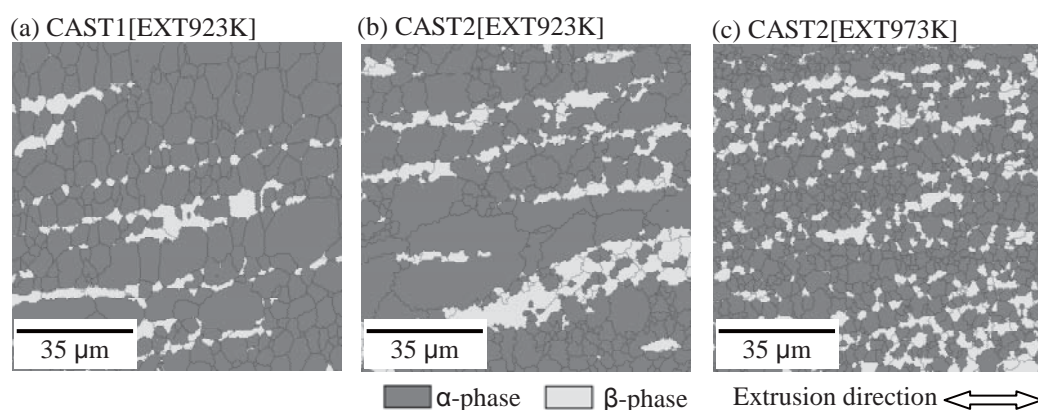 (a) CAST1[EXT923K]
(b) CAST2[EXT923K]
(c) CAST2[EXT973K]
35 μm
35 μm
35 μm
α-phase
β-phase
Extrusion direction